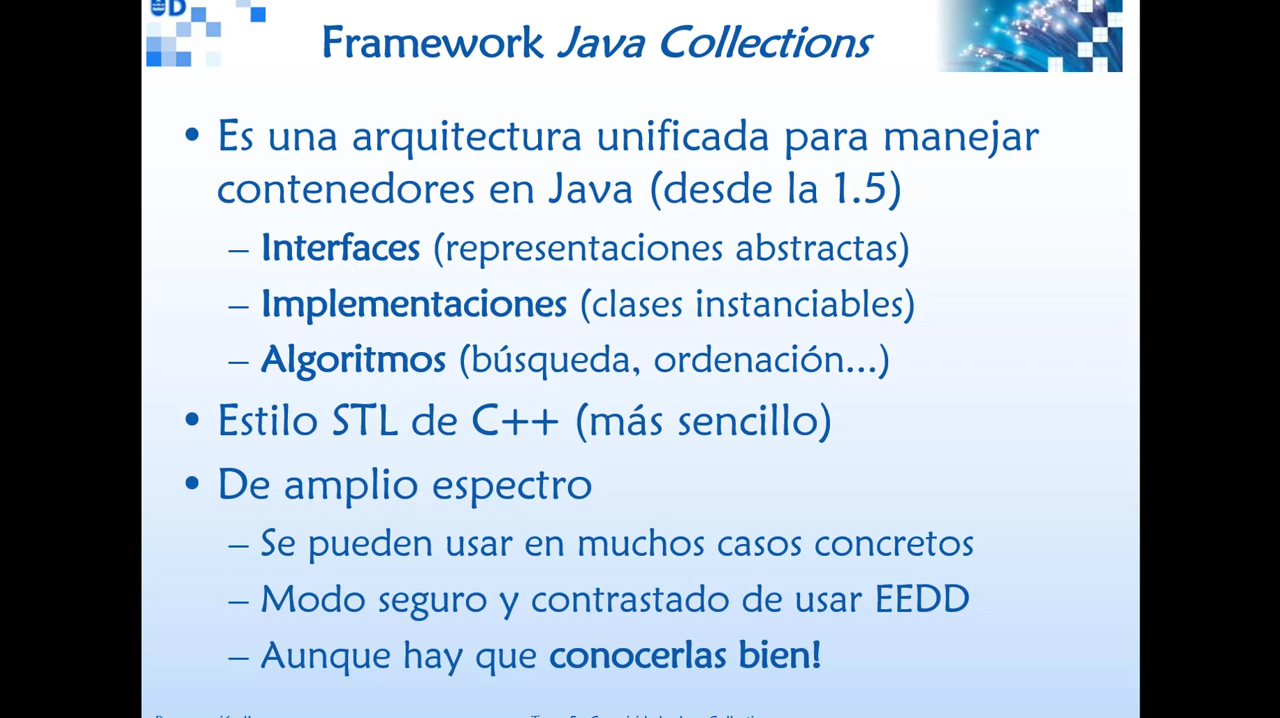 Framework Java Collections
• Es una arquitectura unificada para manejar
contenedores en Java (desde la 1.5)
– Interfaces (representaciones abstractas)
– Implementaciones (clases instanciables)
– Algoritmos (búsqueda, ordenación...)
• Estilo STL de C++ (más sencillo)
• De amplio espectro
– Se pueden usar en muchos casos concretos
– Modo seguro y contrastado de usar EEDD
– Aunque hay que conocerlas bien!